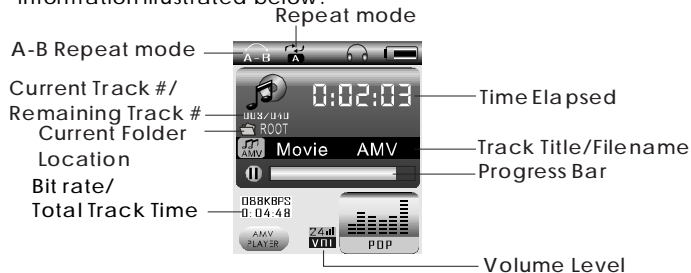 information illustrated below:
Repeat mode
A-B Repeat mode
A-B
A
Current Track #/
Remaining Track #
0:02:03
Time Elapsed
003/040
Current Folder
Location
ROOT
AMV
Movie AMV
Track Title/Filename
Progress Bar
Bit rate/
Total Track Time
088KBPS
0:04:48
AMV
PLAYER
24
VOL
POP
Volume Level